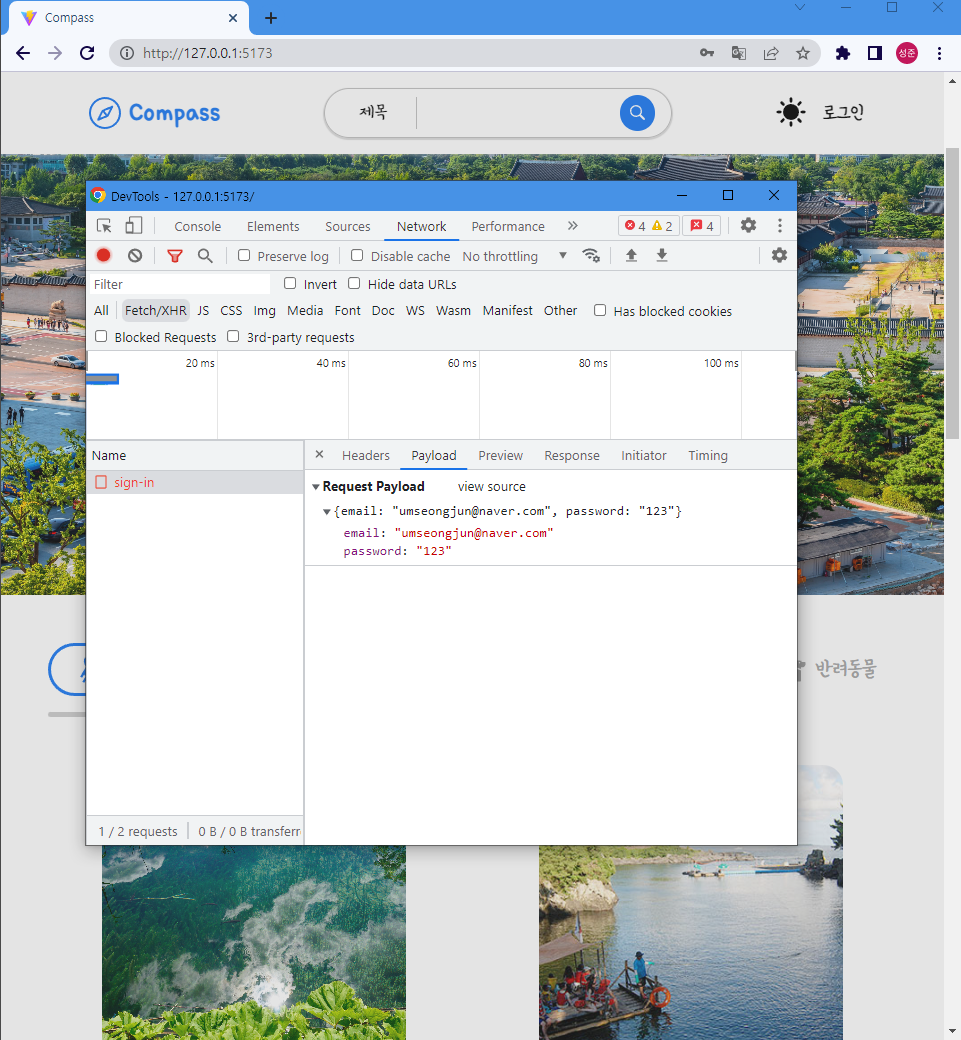 Compass
http://127.0.0.1:5173
성준
Compass
제목
로그인
DevTools - 127.0.0.1:5173/
Console Elements Sources Network Performance » 4 2 4
Preserve log Disable cache No throttling
Filter Invert Hide data URLs
All Fetch/XHR JS CSS Img Media Font Doc WS Wasm Manifest Other Has blocked cookies
Blocked Requests 3rd-party requests
20 ms 40 ms 60 ms 80 ms 100 ms
Name
Headers Payload Preview Response Initiator Timing
sign-in
Request Payload view source
{email: "umseongjun@naver.com", password: "123"}
email: "umseongjun@naver.com"
password: "123"
반려동물
1 / 2 requests 0 B / 0 B transferr